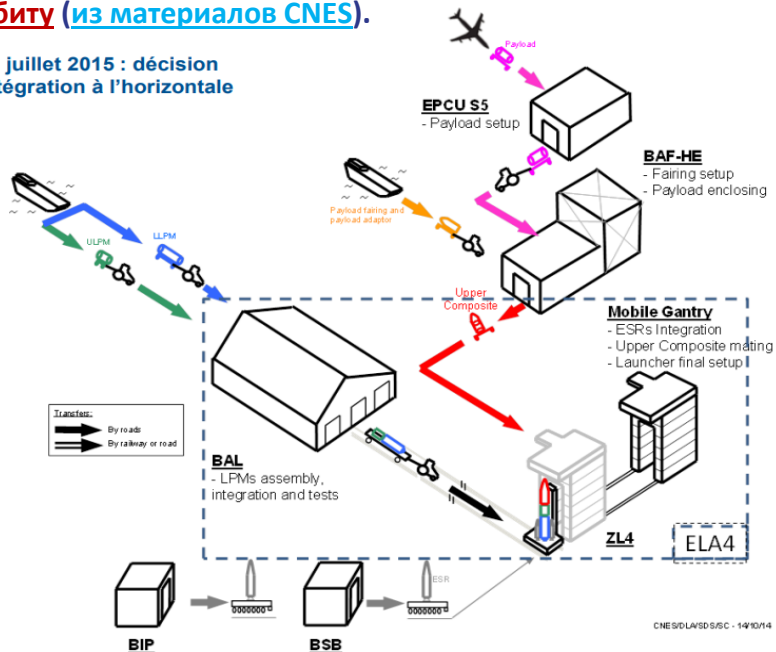 биту (из материалов CNES).
juillet 2015 : décision
tégration à l'horizontale
Payload
EPCU S5
- Payload setup
BAF-HE
- Fairing setup
- Payload enclosing
Payload fairing and
payload adaptor
LLPM
ULPM
Upper
Composite
Mobile Gantry
- ESRs Integration
- Upper Composite mating
- Launcher final setup
Transfers:
By roads
By railway or road
BAL
- LPMs assembly,
integration and tests
ZL4
ELA4
ESR
BIP
BSB
CNES/DLA/SDS/SC - 14/10/14